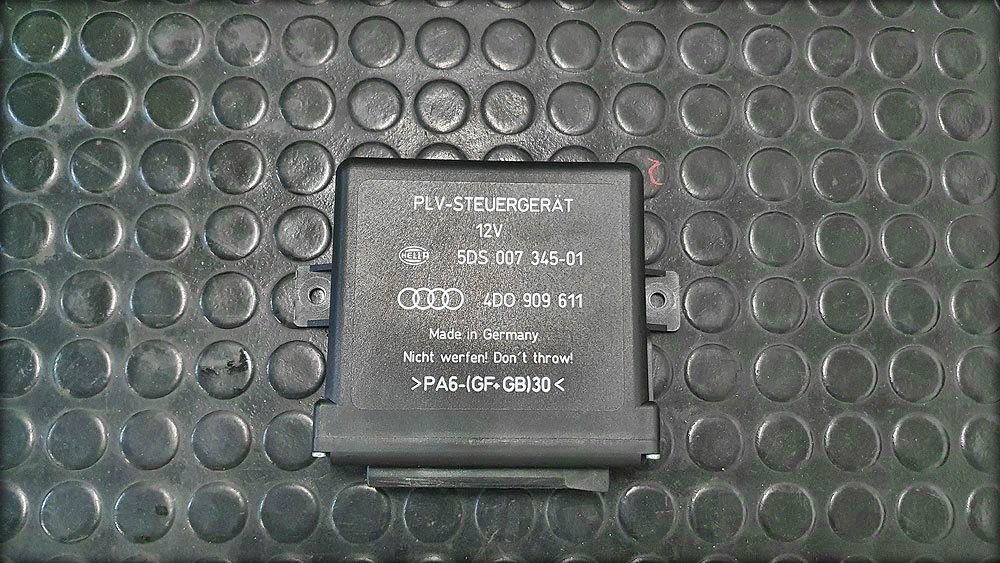 PLV-STEUERGERÄT
12V
HELLA 5DS 007 345-01
4D0 909 611
Made in Germany
Nicht werfen! Don´t throw!
>PA6-(GF+GB)30<